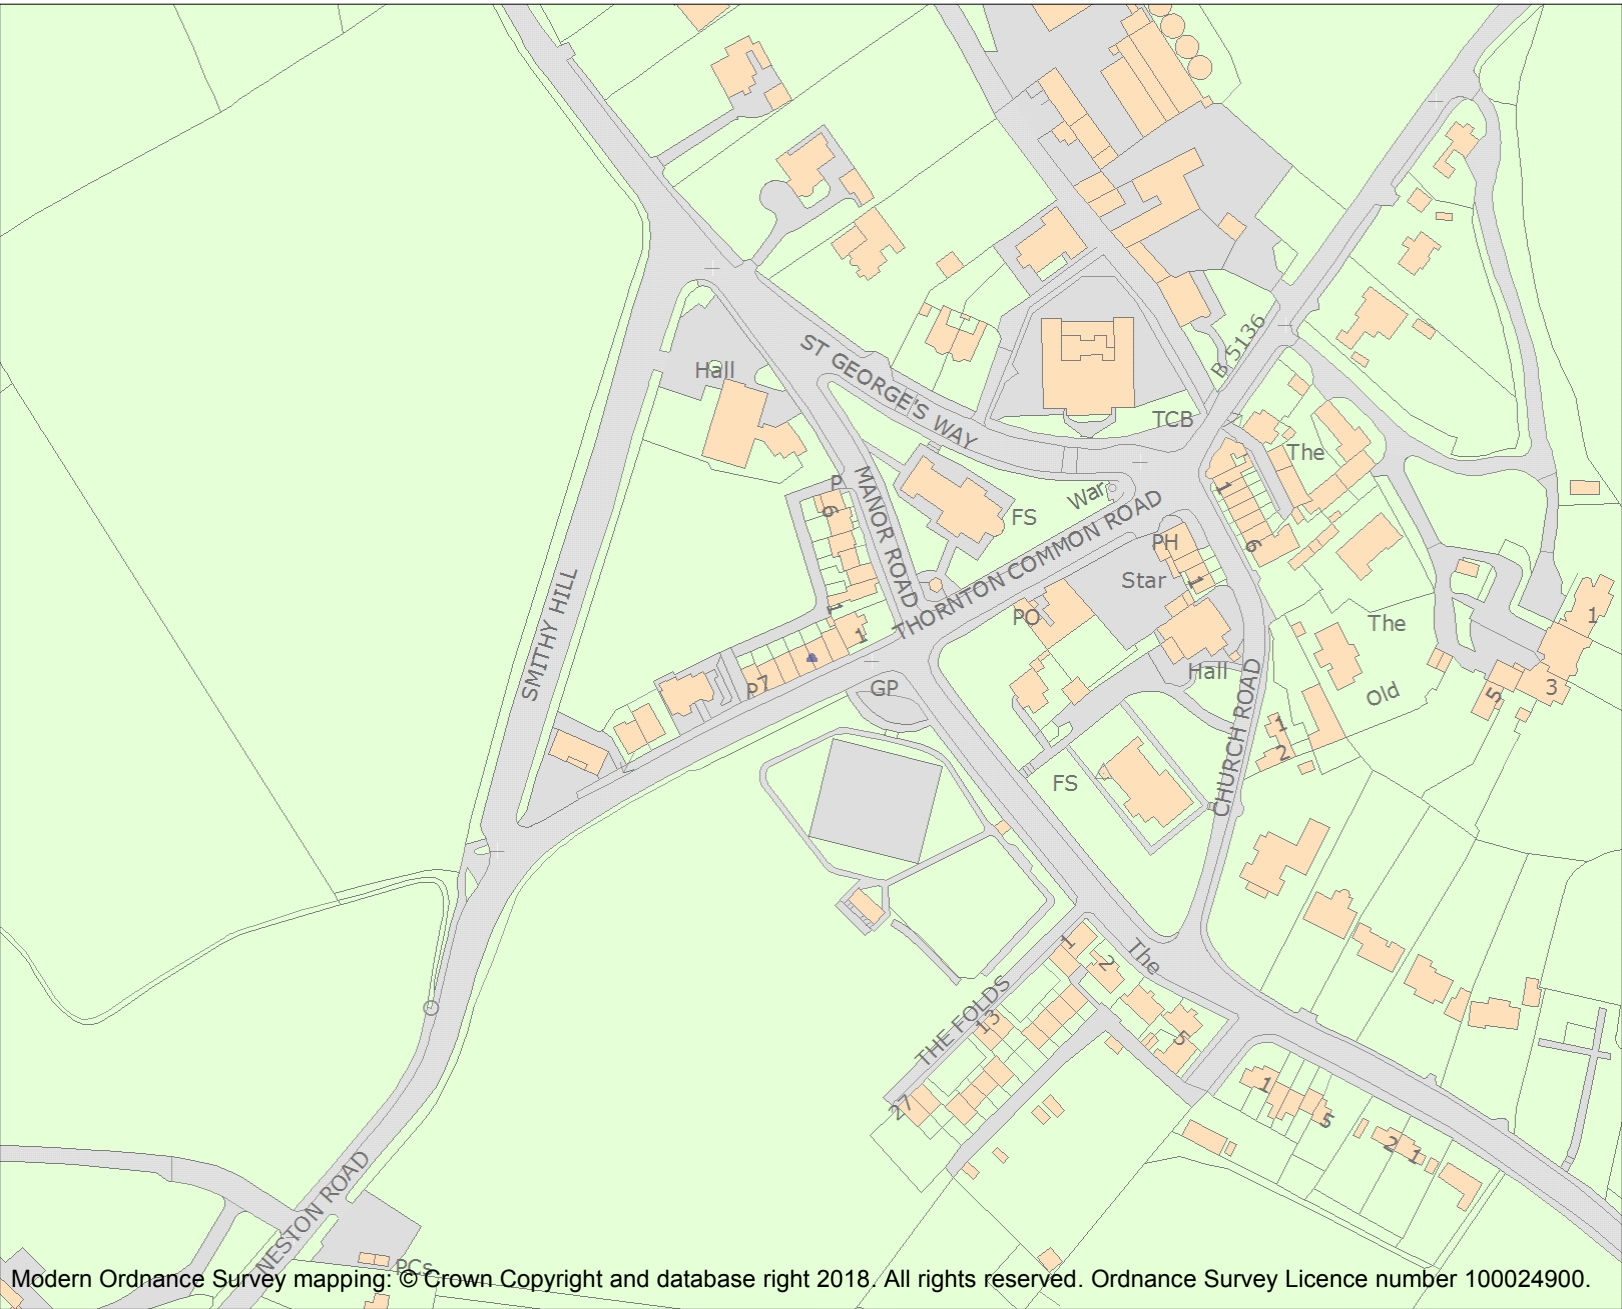 B 5136
ST GEORGE'S WAY
Hall
TCB
The
War
MANOR ROAD
P
6
1
FS
THORNTON COMMON ROAD
1
6
PH
Star
1
PO
SMITHY HILL
1
P
7
GP
Hall
The
Old
1
3
5
CHURCH ROAD
1
2
FS
The
1
2
THE FOLDS
13
5
27
1
5
2
1
NESTON ROAD
PCs
Modern Ordnance Survey mapping: © Crown Copyright and database right 2018. All rights reserved. Ordnance Survey Licence number 100024900.